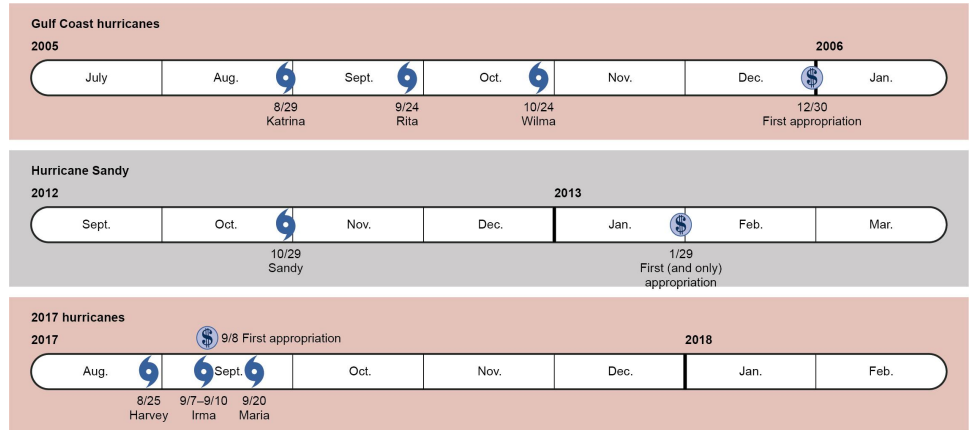 Gulf Coast hurricanes
2005 2006
July Aug. Sept. Oct. Nov. Dec. $ Jan.
8/29 9/24 10/24 12/30
Katrina Rita Wilma First appropriation
Hurricane Sandy
2012 2013
Sept. Oct. Nov. Dec. Jan. $ Feb. Mar.
10/29 1/29
Sandy First (and only)
appropriation
2017 hurricanes
$ 9/8 First appropriation
2017 2018
Aug. Sept. Oct. Nov. Dec. Jan. Feb.
8/25 9/7–9/10 9/20
Harvey Irma Maria